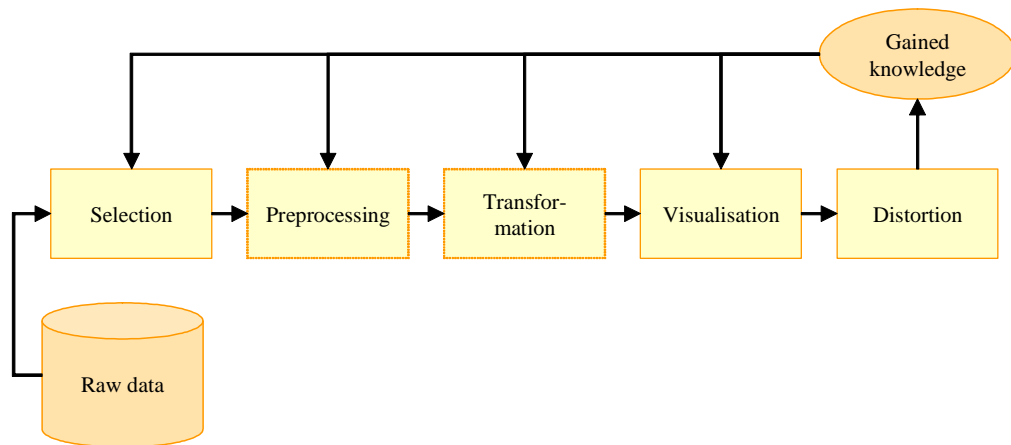 Gained
knowledge
Selection
Preprocessing
Transfor-
mation
Visualisation
Distortion
Raw data